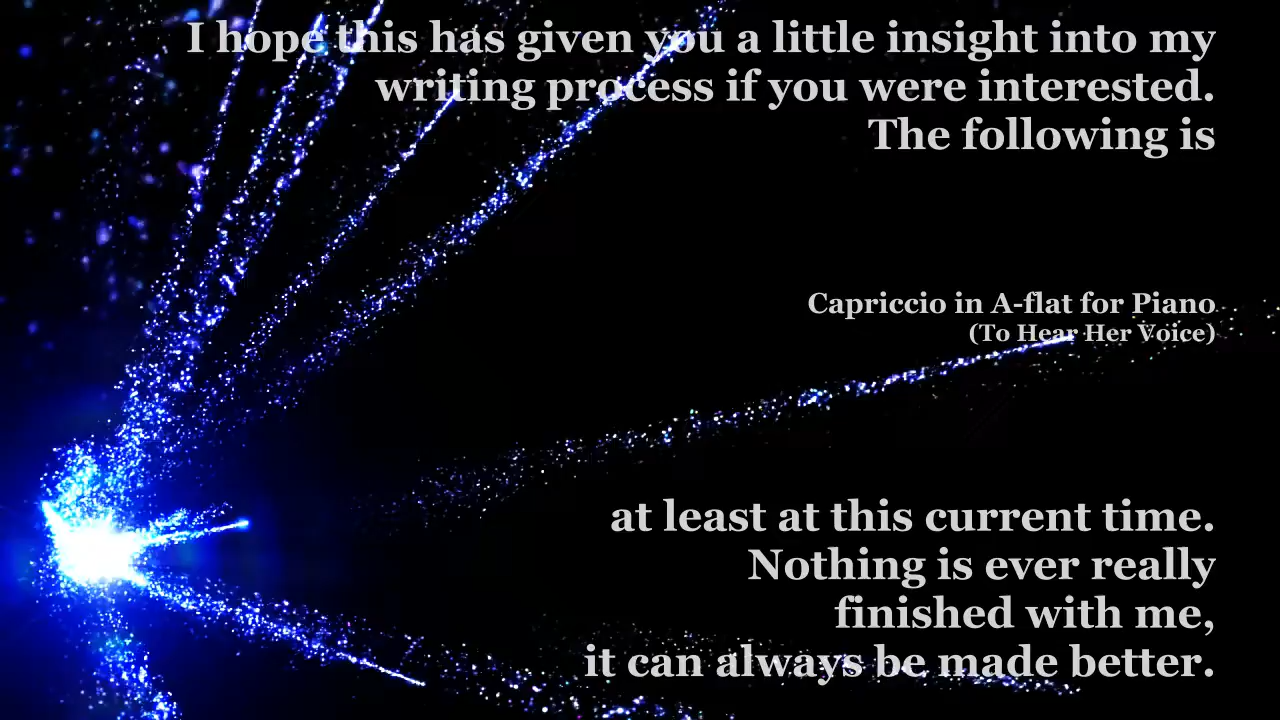 I hope this has given you a little insight into my
writing process if you were interested.
The following is
Capriccio in A-flat for Piano
(To Hear Her Voice)
at least at this current time.
Nothing is ever really
finished with me,
it can always be made better.